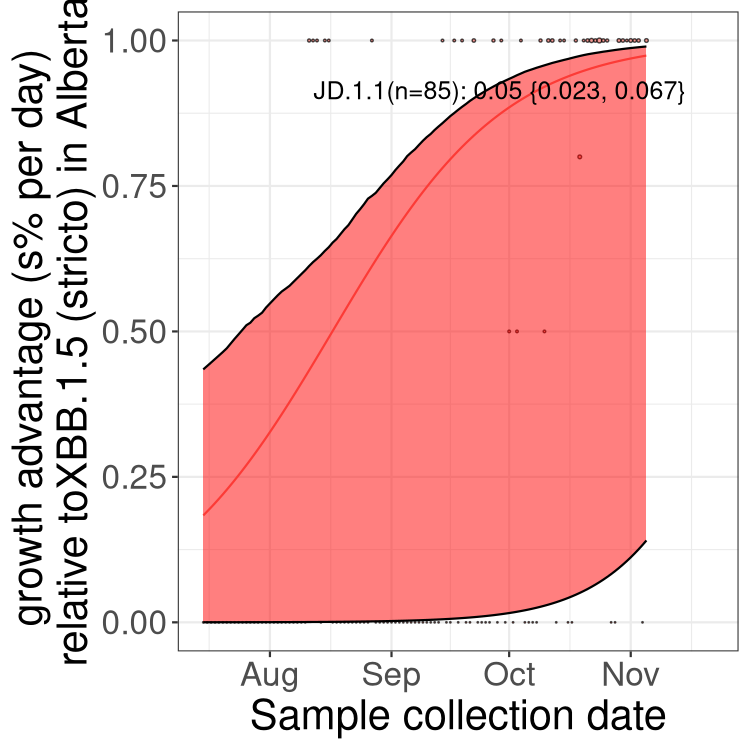 growth advantage (s% per day)
relative toXBB.1.5 (stricto) in Alberta
1.00
0.75
0.50
0.25
0.00
JD.1.1(n=85): 0.05 {0.023, 0.067}
Aug Sep Oct Nov
Sample collection date